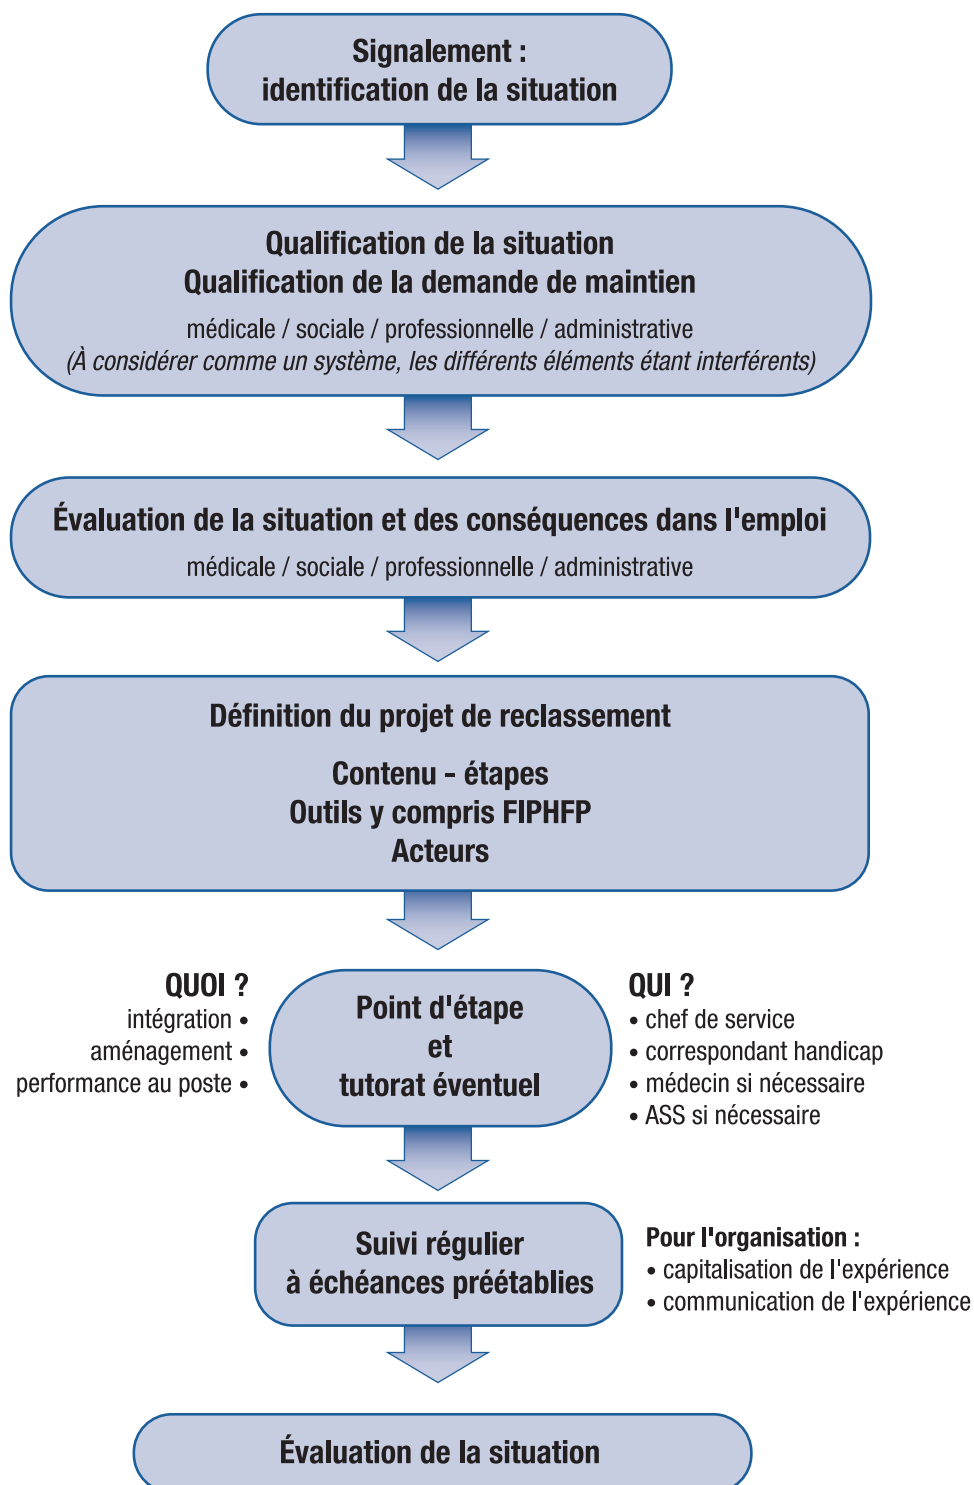 Signalement :
identification de la situation
Qualification de la situation
Qualification de la demande de maintien
médicale / sociale / professionnelle / administrative
(À considérer comme un système, les différents éléments étant interférents)
Évaluation de la situation et des conséquences dans l'emploi
médicale / sociale / professionnelle / administrative
Définition du projet de reclassement
Contenu - étapes
Outils y compris FIPHFP
Acteurs
QUOI ?
intégration •
aménagement •
performance au poste •
Point d'étape
et
tutorat éventuel
QUI ?
• chef de service
• correspondant handicap
• médecin si nécessaire
• ASS si nécessaire
Suivi régulier
à échéances préétablies
Pour l'organisation :
• capitalisation de l'expérience
• communication de l'expérience
Évaluation de la situation